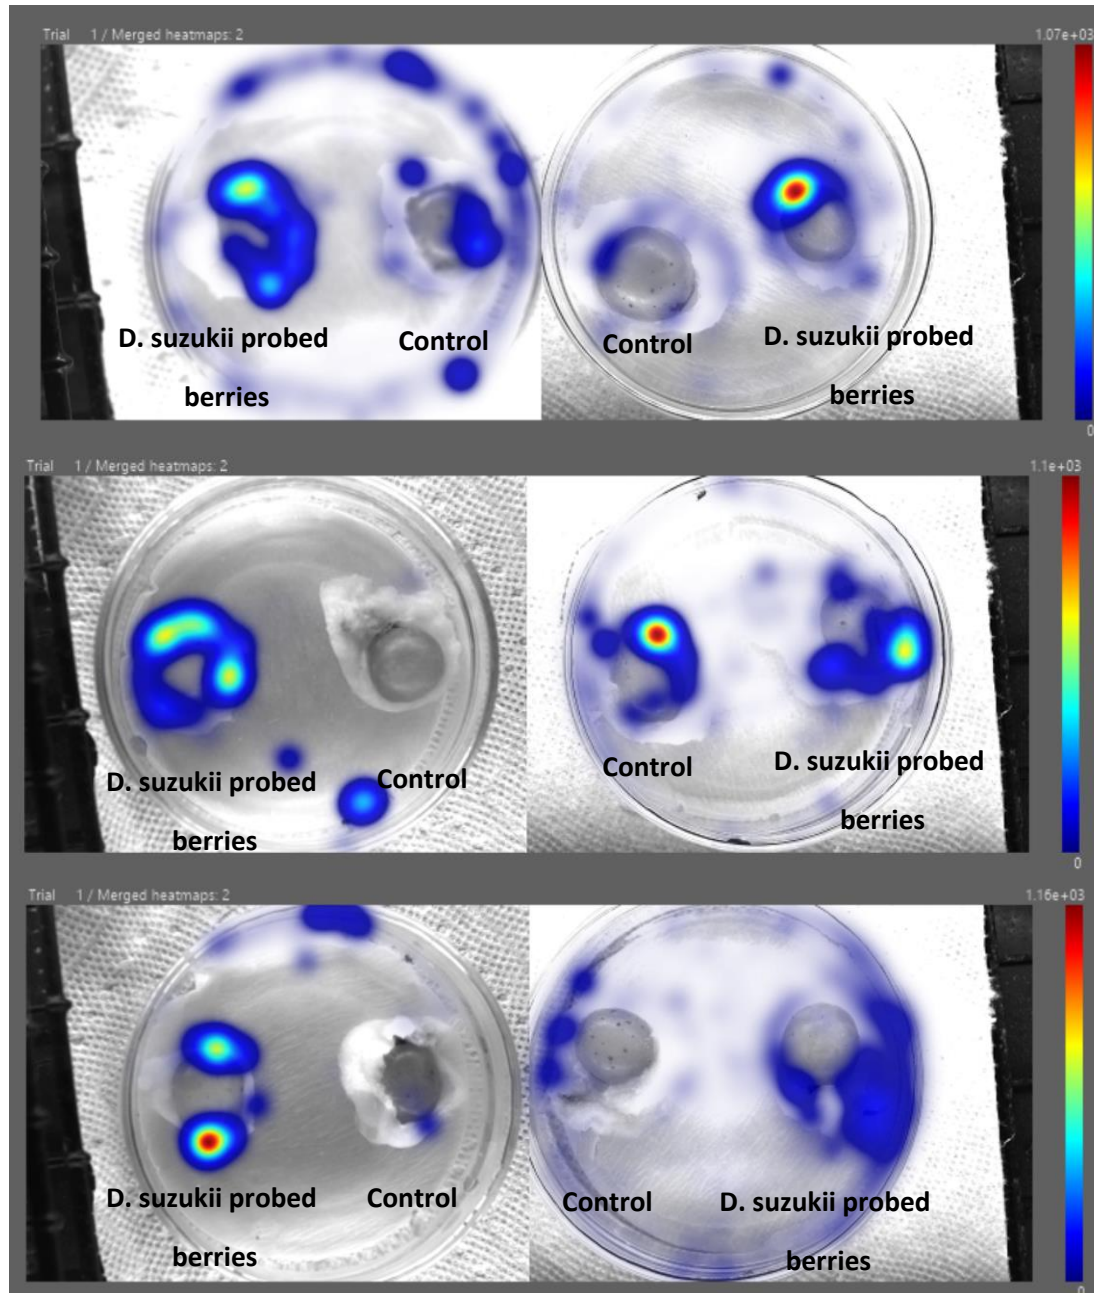 Trial 1 / Merged heatmaps: 2 1.07e+03
D. suzukii probed Control
berries
Control D. suzukii probed
berries
0
Trial 1 / Merged heatmaps: 2 1.1e+03
D. suzukii probed Control
berries
Control D. suzukii probed
berries
0
Trial 1 / Merged heatmaps: 2 1.16e+03
D. suzukii probed Control
berries
Control D. suzukii probed
berries
0